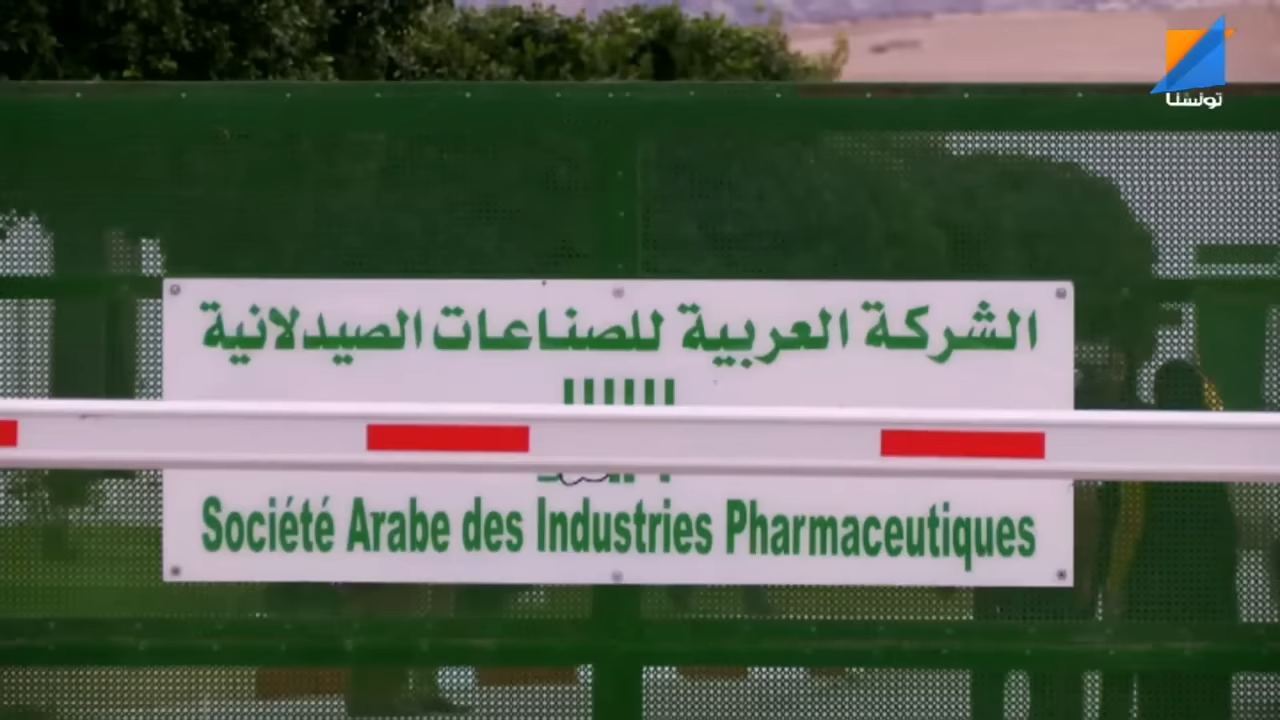 تونسنا
الشركة العربية للصناعات الصيدلانية
Société Arabe des Industries Pharmaceutiques